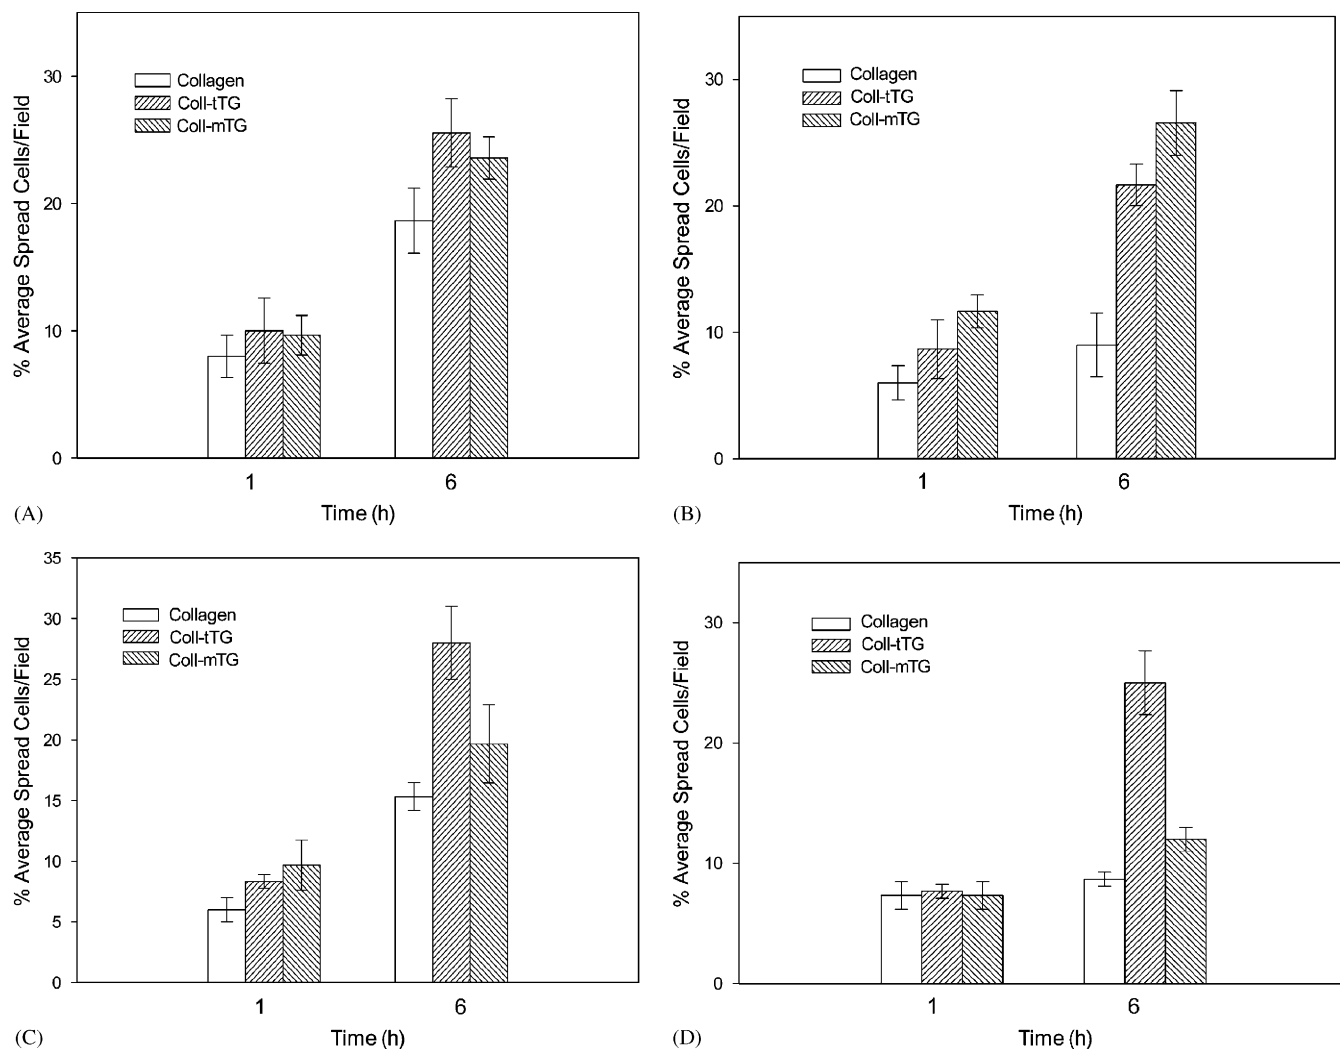 % Average Spread Cells/Field
30
20
10
0
Collagen
Coll-tTG
Coll-mTG
1
6
Time (h)
(A)
% Average Spread Cells/Field
30
20
10
0
Collagen
Coll-tTG
Coll-mTG
1
6
Time (h)
(B)
% Average Spread Cells/Field
35
30
25
20
15
10
5
0
Collagen
Coll-tTG
Coll-mTG
1
6
Time (h)
(C)
% Average Spread Cells/Field
30
20
10
0
Collagen
Coll-tTG
Coll-mTG
1
6
Time (h)
(D)